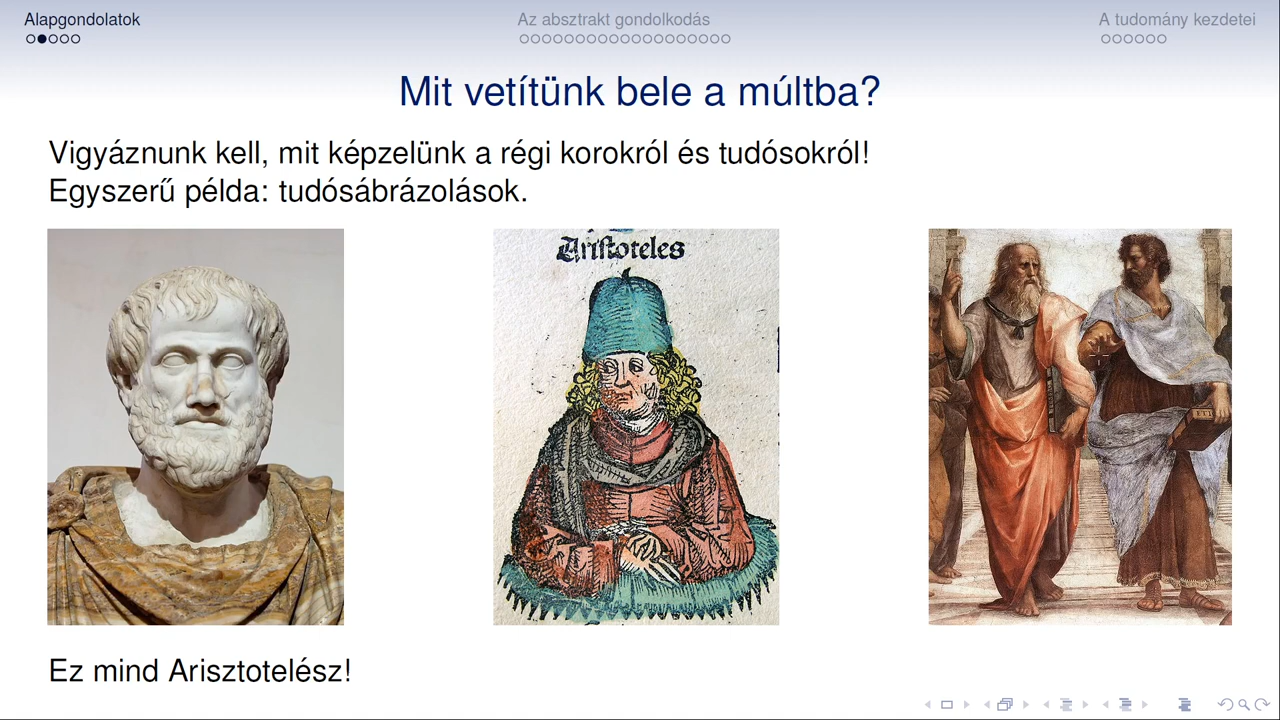 Alapgondolatok
Az absztrakt gondolkodás
A tudomány kezdetei
Mit vetítünk bele a múltba?
Vigyáznunk kell, mit képzelünk a régi korokról és tudósokról!
Egyszerű példa: tudósábrázolások.
Aristoteles
Ez mind Arisztotelész!